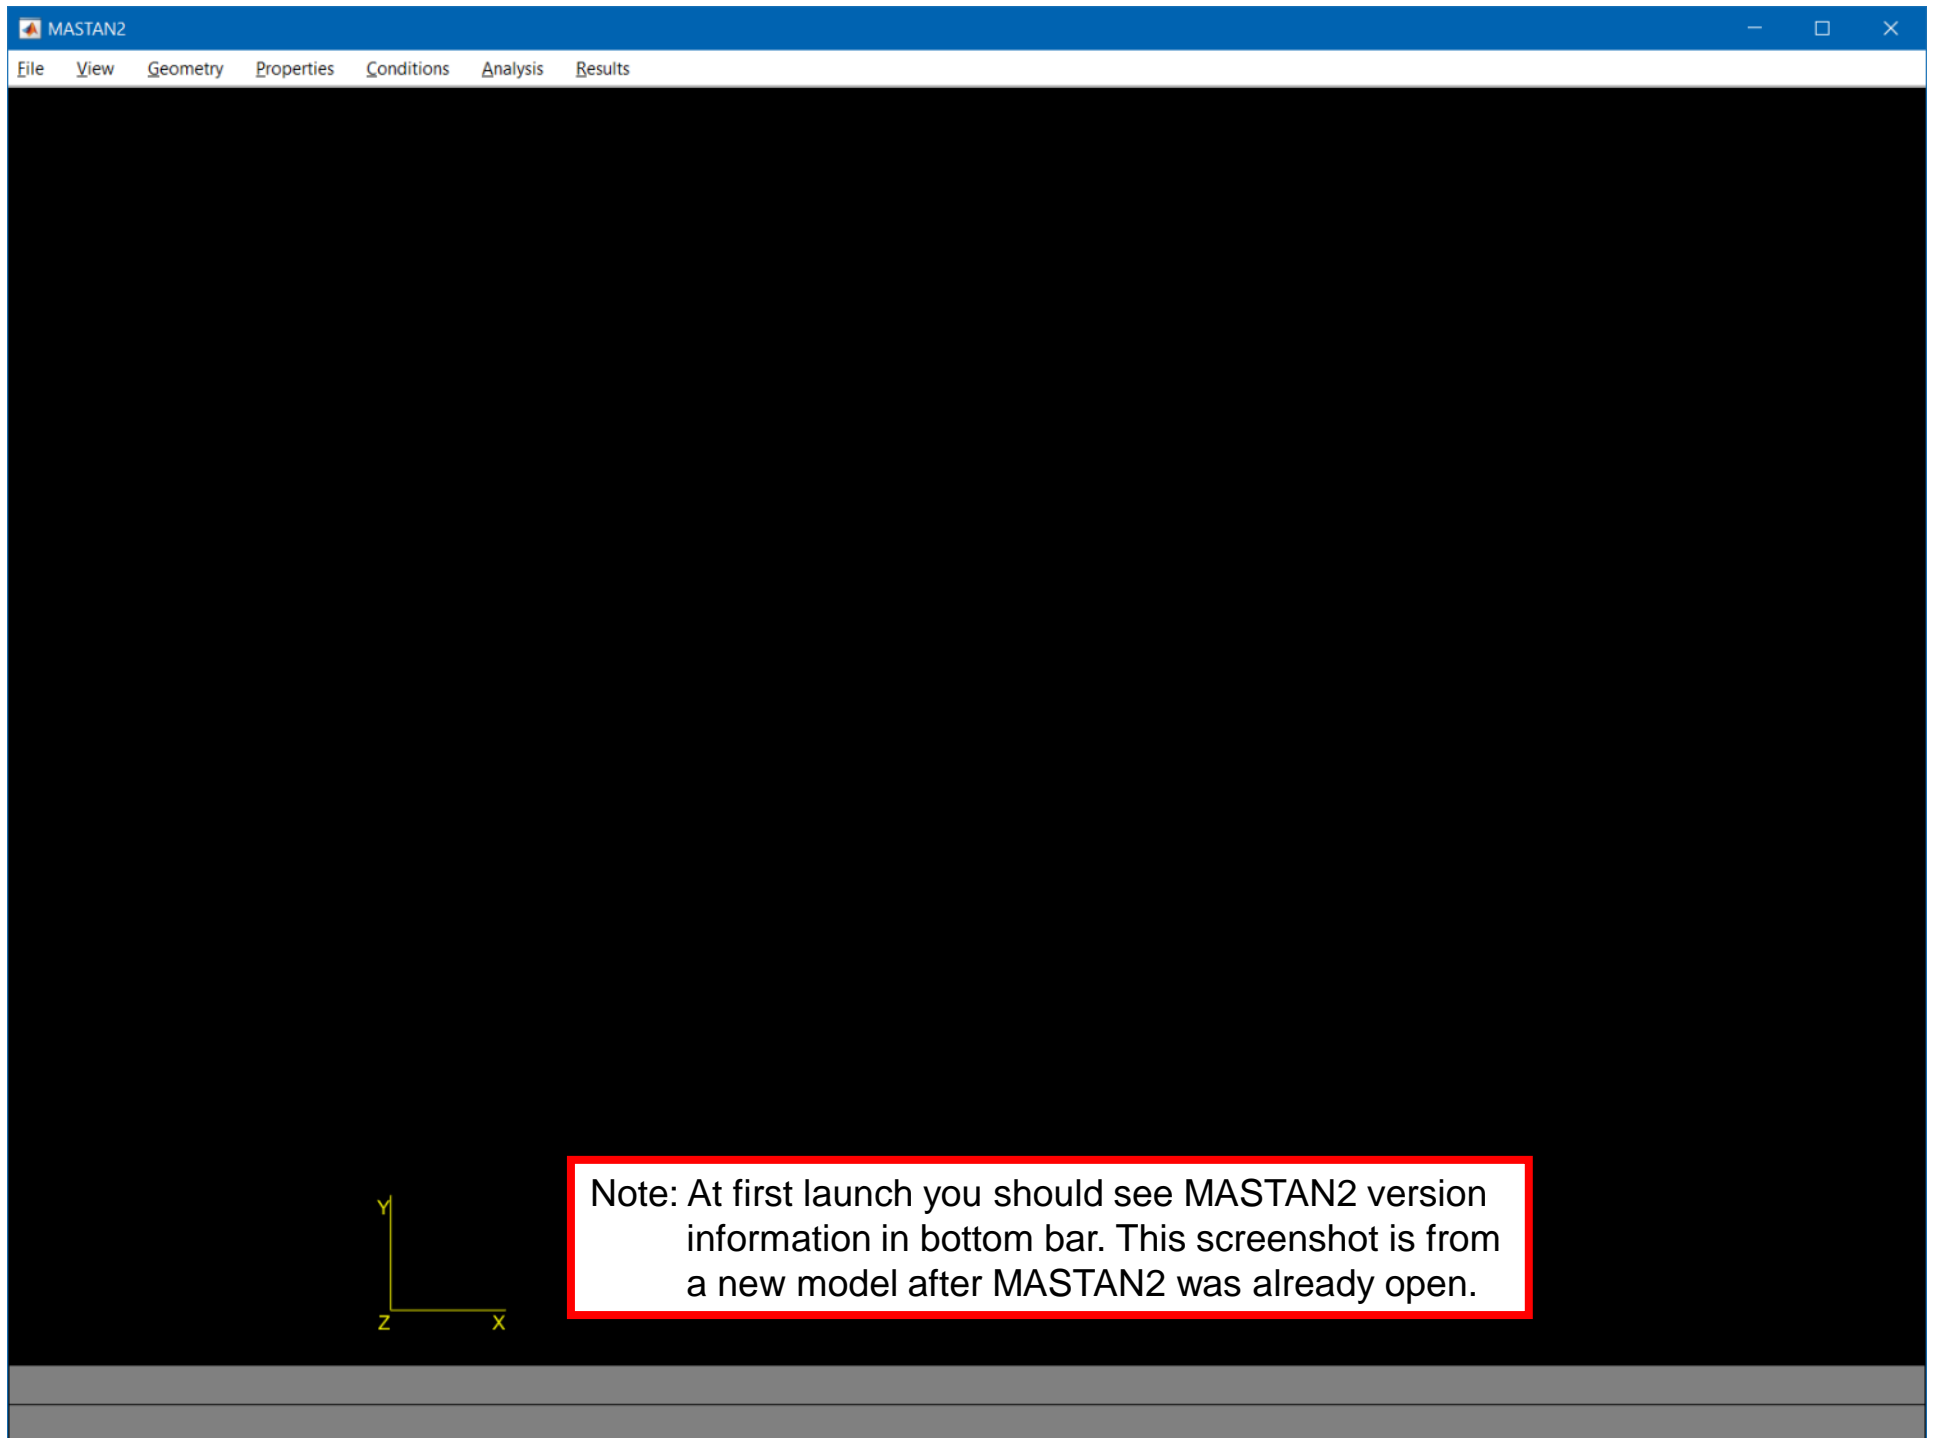 MASTAN2
File View Geometry Properties Conditions Analysis Results
Note: At first launch you should see MASTAN2 version
information in bottom bar. This screenshot is from
a new model after MASTAN2 was already open.
Y
Z X